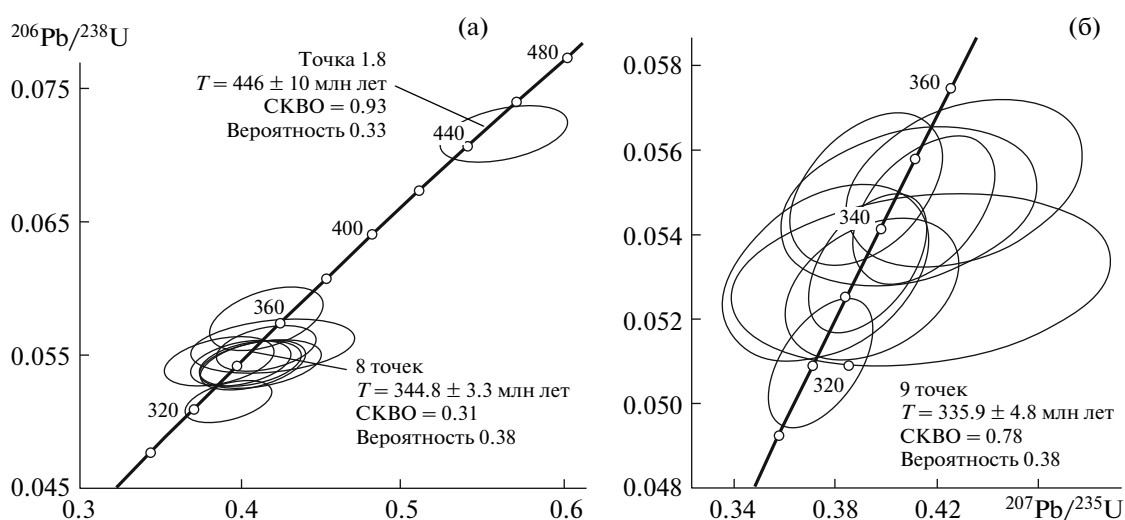 ²⁰⁶Pb/²³⁸U
(а)
480
Точка 1.8
T = 446 ± 10 млн лет
СКВО = 0.93
Вероятность 0.33
0.075
440
0.065
400
360
0.055
8 точек
T = 344.8 ± 3.3 млн лет
СКВО = 0.31
Вероятность 0.38
320
0.045
0.3
0.4
0.5
0.6
(б)
0.058
360
0.056
340
0.054
0.052
320
9 точек
T = 335.9 ± 4.8 млн лет
СКВО = 0.78
Вероятность 0.38
0.050
0.048
0.34
0.38
0.42
²⁰⁷Pb/²³⁵U